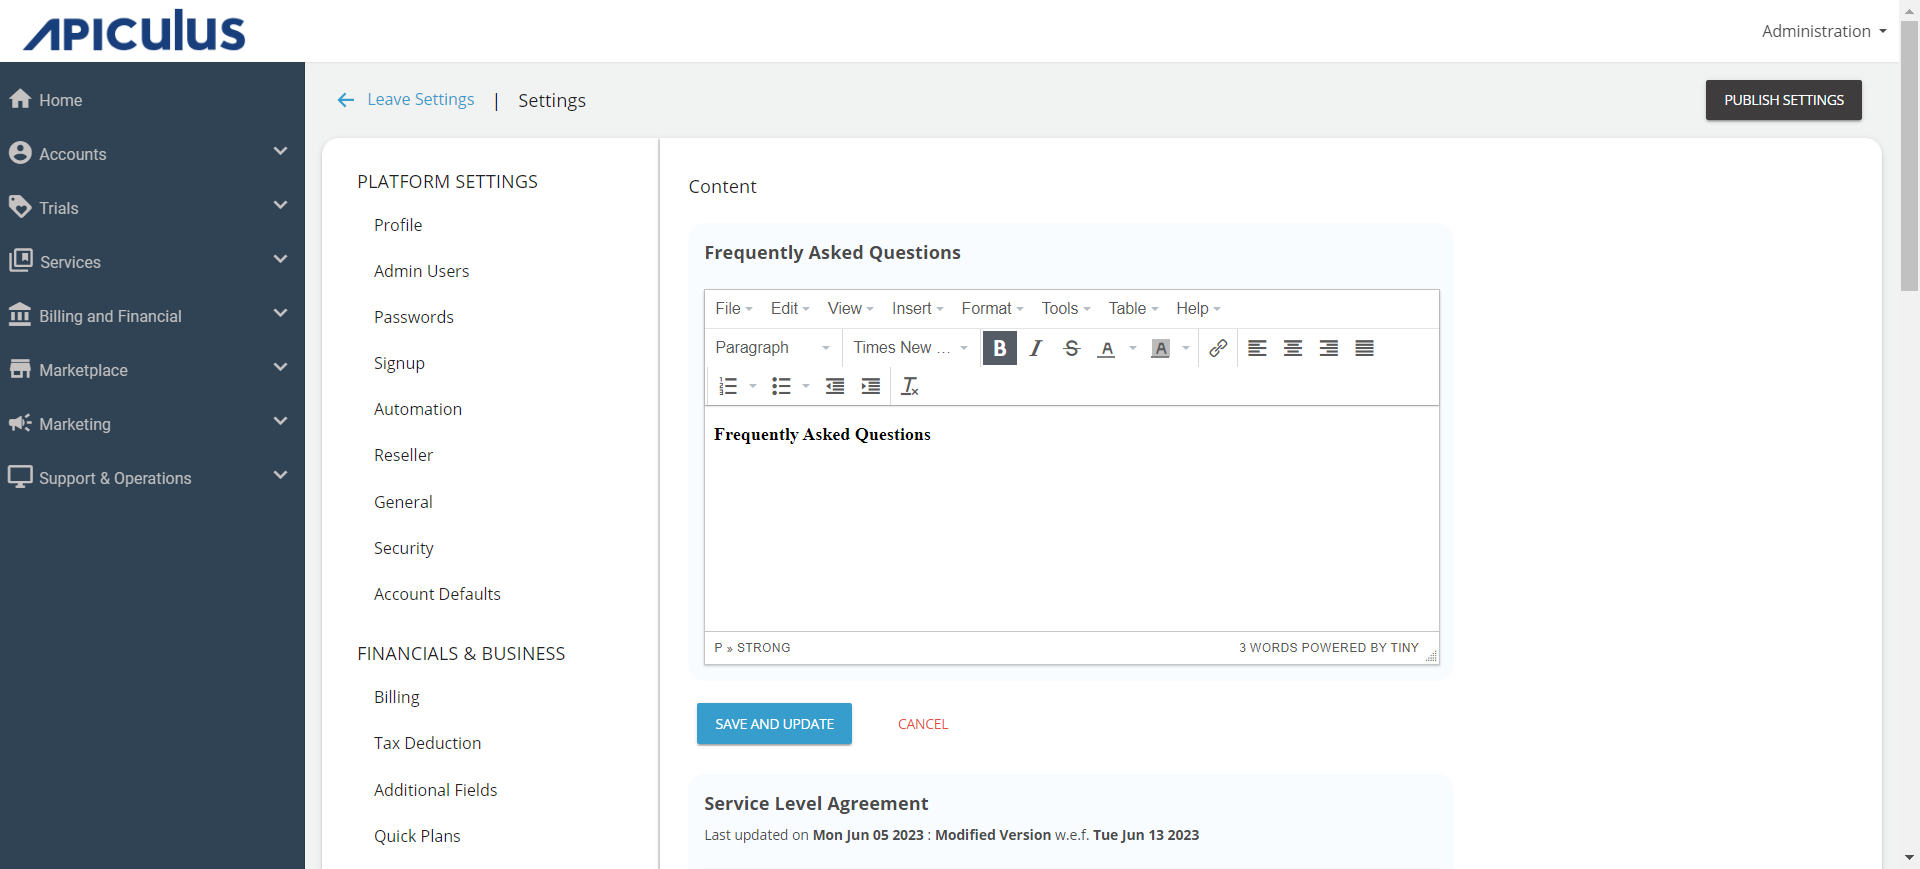 APICULUS
Administration
Home
Accounts
Trials
Services
Billing and Financial
Marketplace
Marketing
Support & Operations
Leave Settings | Settings
PUBLISH SETTINGS
PLATFORM SETTINGS
Profile
Admin Users
Passwords
Signup
Automation
Reseller
General
Security
Account Defaults
FINANCIALS & BUSINESS
Billing
Tax Deduction
Additional Fields
Quick Plans
Content
Frequently Asked Questions
File Edit View Insert Format Tools Table Help
Paragraph Times New ... B I S A A
Frequently Asked Questions
P » STRONG 3 WORDS POWERED BY TINY
SAVE AND UPDATE CANCEL
Service Level Agreement
Last updated on Mon Jun 05 2023 : Modified Version w.e.f. Tue Jun 13 2023